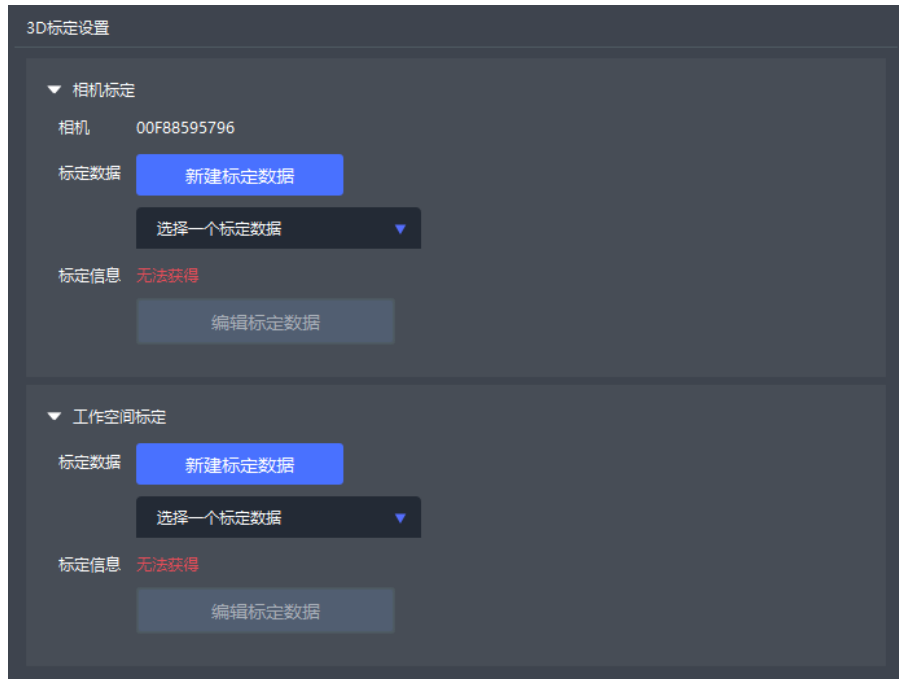 3D标定设置
相机标定
相机 00F88595796
标定数据 新建标定数据
选择一个标定数据
标定信息 无法获得
编辑标定数据
工作空间标定
标定数据 新建标定数据
选择一个标定数据
标定信息 无法获得
编辑标定数据